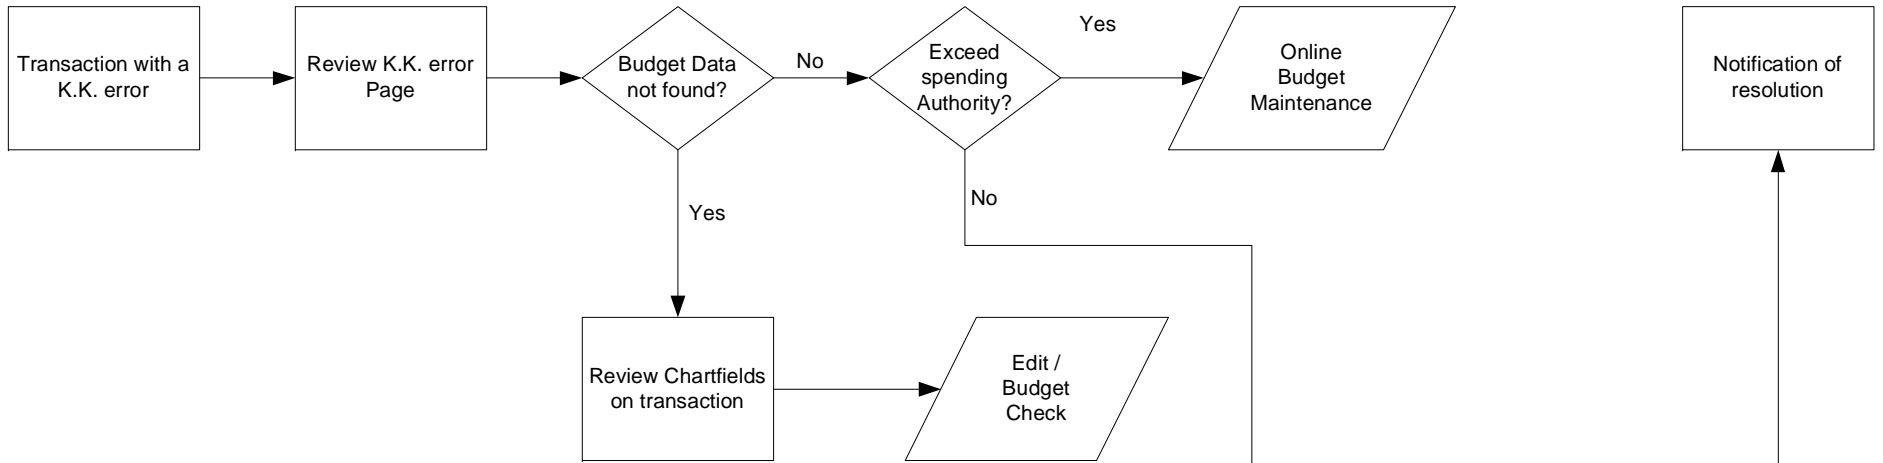 Transaction with a
K.K. error
Review K.K. error
Page
Budget Data
not found?
No
Exceed
spending
Authority?
Yes
Online
Budget
Maintenance
Notification of
resolution
Yes
No
Review Chartfields
on transaction
Edit /
Budget
Check